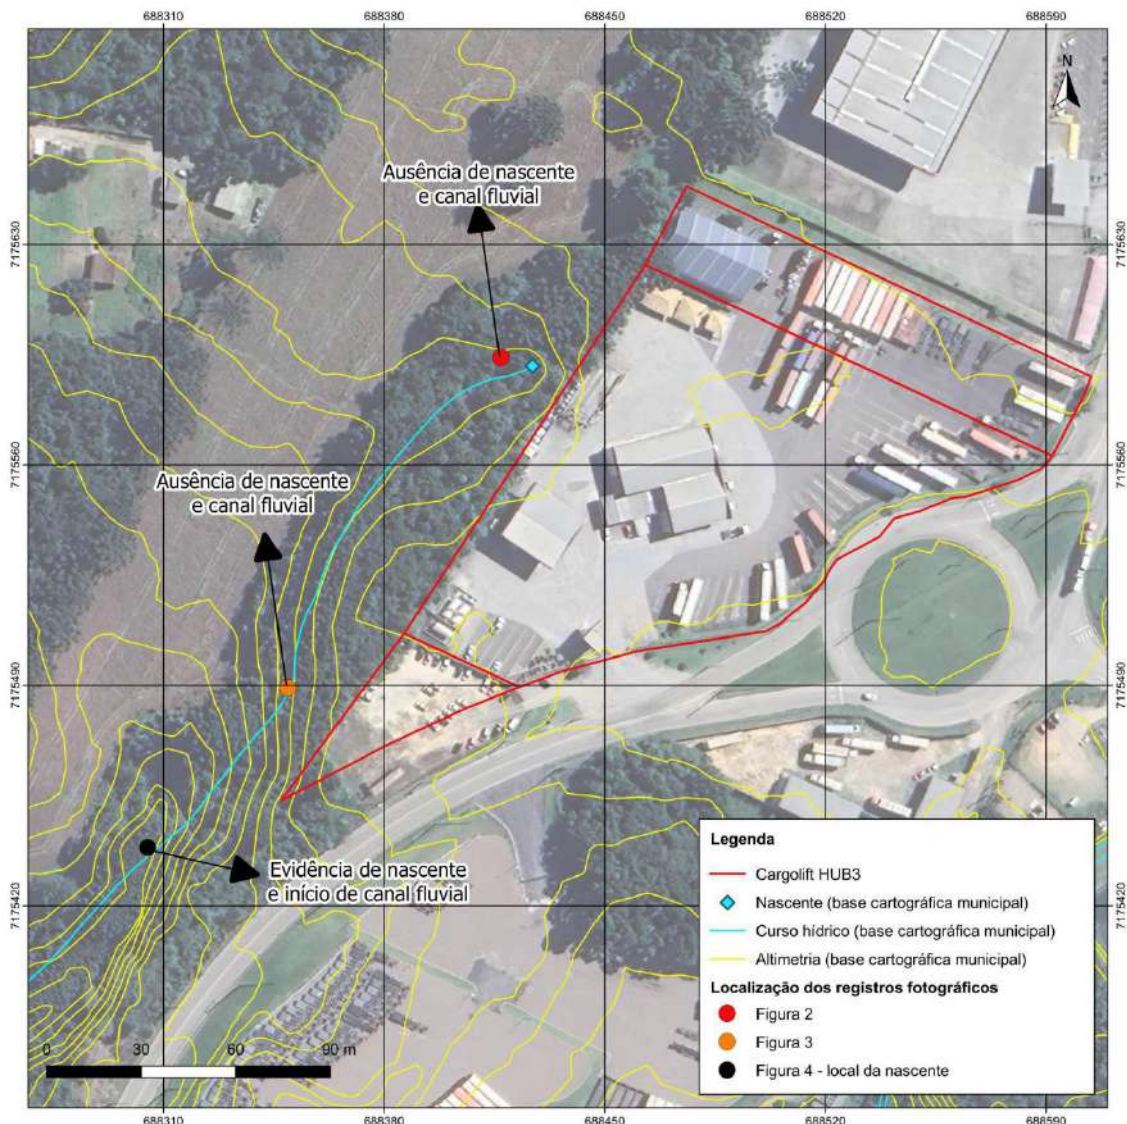 688310 688380 688450 688520 688590
N
Ausência de nascente
e canal fluvial
7175630 7175630
7175560 7175560
Ausência de nascente
e canal fluvial
7175490 7175490
Evidência de nascente
e início de canal fluvial
7175420 7175420
Legenda
Cargolift HUB3
Nascente (base cartográfica municipal)
Curso hídrico (base cartográfica municipal)
Altimetria (base cartográfica municipal)
Localização dos registros fotográficos
Figura 2
Figura 3
Figura 4 - local da nascente
0 30 60 90 m
688310 688380 688450 688520 688590